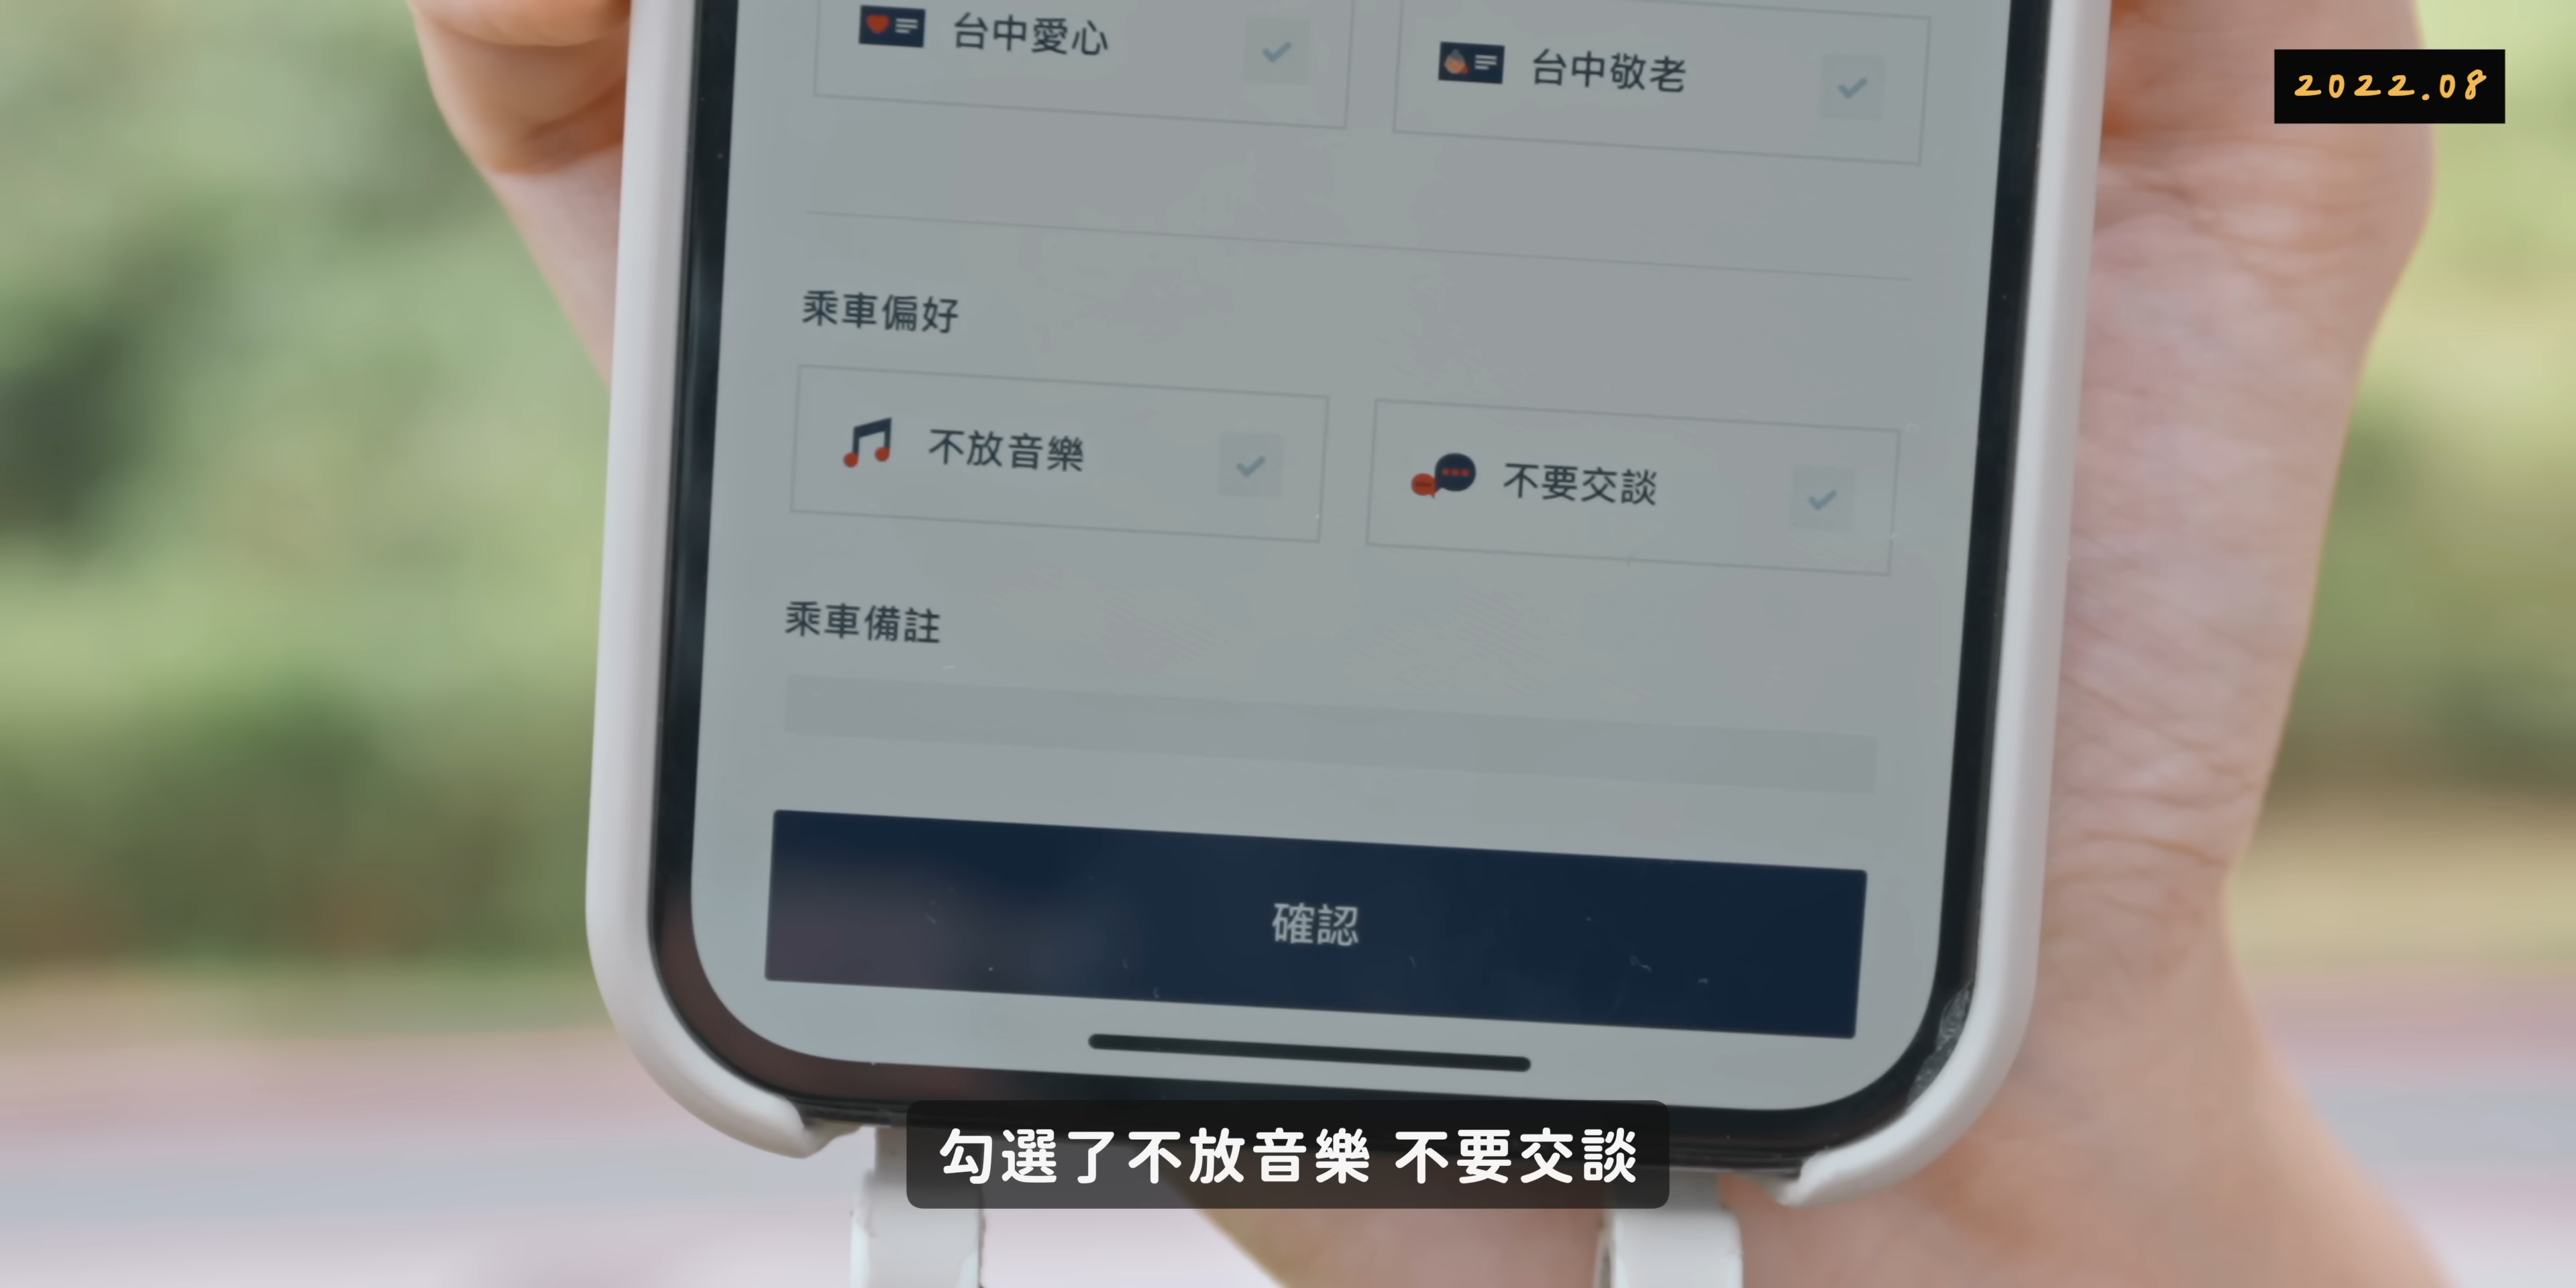 台中愛心
台中敬老
2022.08
乘車偏好
不放音樂
不要交談
乘車備註
確認
勾選了不放音樂 不要交談